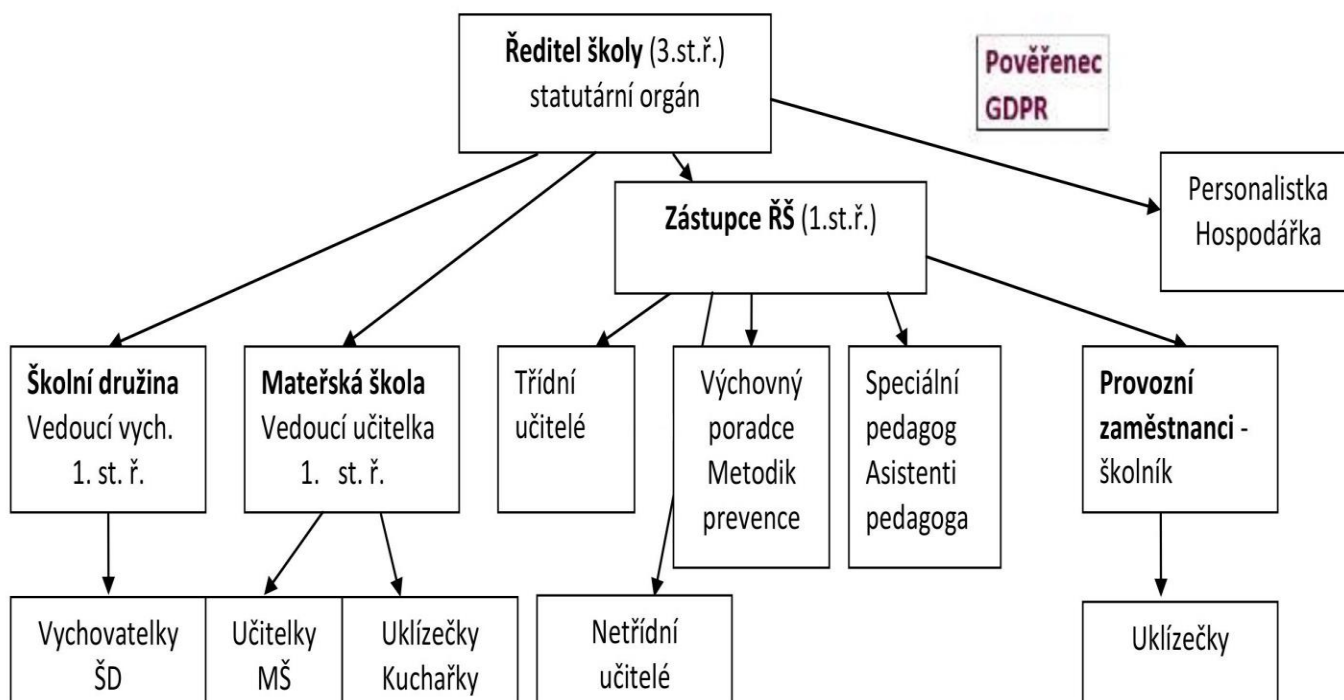 Ředitel školy (3.st.ř.)
statutární orgán
Pověřenec
GDPR
Personalistka
Hospodářka
Zástupce ŘŠ (1.st.ř.)
Školní družina
Vedoucí vych.
1. st. ř.
Mateřská škola
Vedoucí učitelka
1. st. ř.
Třídní
učitelé
Výchovný
poradce
Metodik
prevence
Speciální
pedagog
Asistenti
pedagoga
Provozní
zaměstnanci -
školník
Vychovatelky
ŠD
Učitelky
MŠ
Uklízečky
Kuchařky
Netřídní
učitelé
Uklízečky